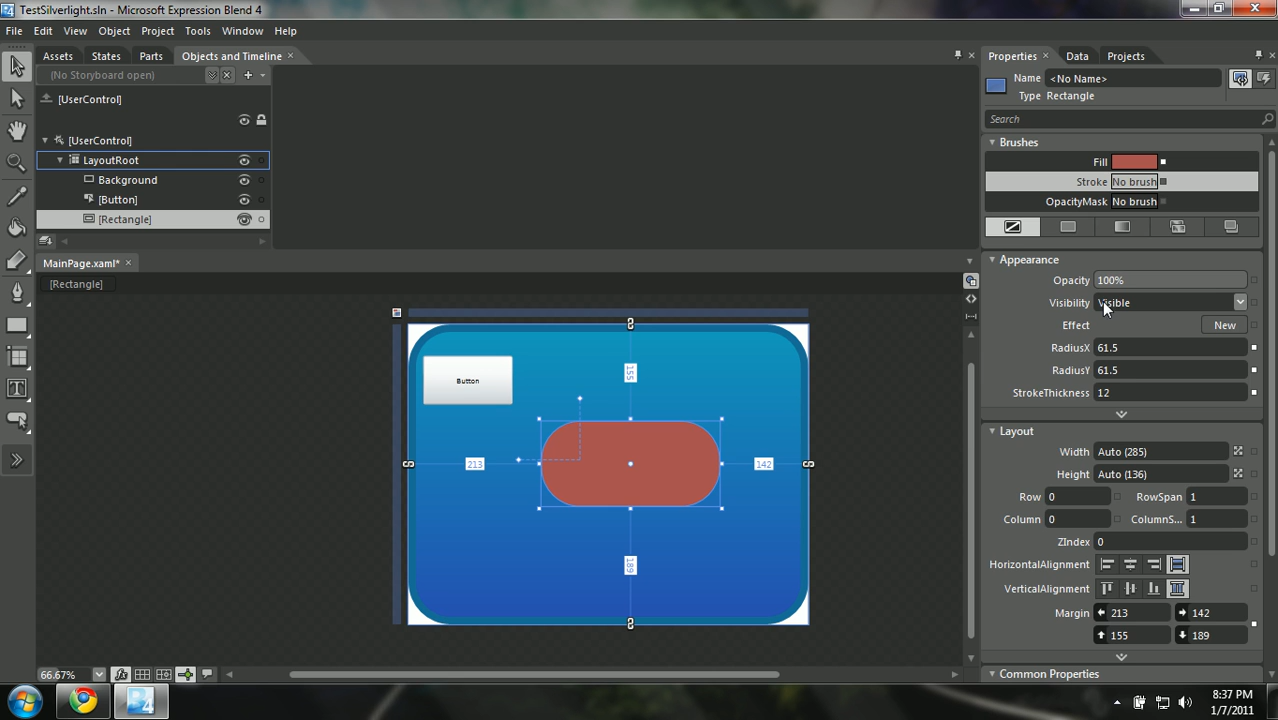 TestSilverlight.sln - Microsoft Expression Blend 4
File Edit View Object Project Tools Window Help
Assets States Parts Objects and Timeline
(No Storyboard open)
[UserControl]
[UserControl]
LayoutRoot
Background
[Button]
[Rectangle]
MainPage.xaml*
[Rectangle]
Button
155
213
142
189
66.67%
Properties Data Projects
Name <No Name>
Type Rectangle
Search
Brushes
Fill
Stroke No brush
OpacityMask No brush
Appearance
Opacity 100%
Visibility Visible
Effect New
RadiusX 61.5
RadiusY 61.5
StrokeThickness 12
Layout
Width Auto (285)
Height Auto (136)
Row 0 RowSpan 1
Column 0 ColumnS... 1
ZIndex 0
HorizontalAlignment
VerticalAlignment
Margin 213 142
155 189
Common Properties
8:37 PM
1/7/2011